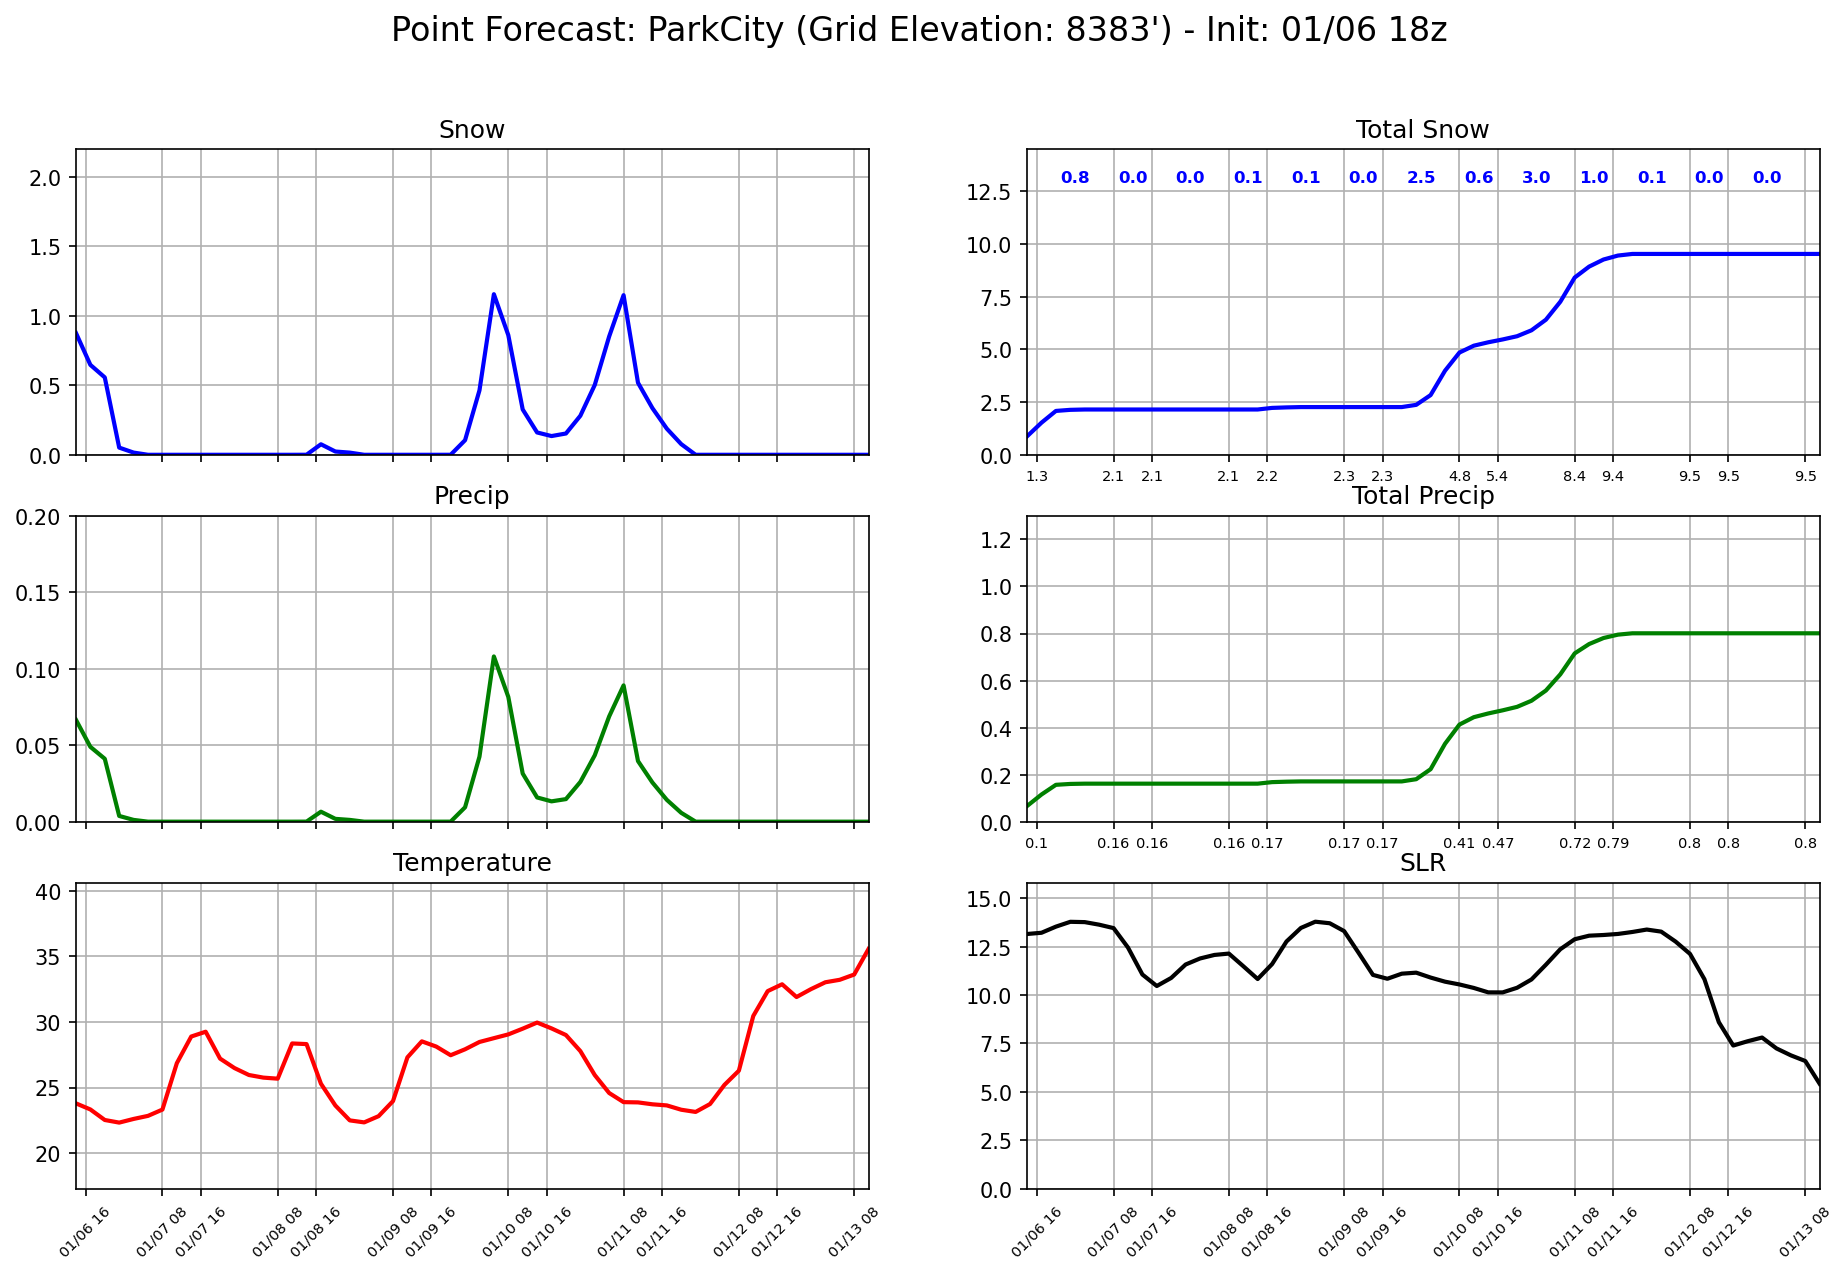 Point Forecast: ParkCity (Grid Elevation: 8383') - Init: 01/06 18z
Snow
2.0
1.5
1.0
0.5
0.0
Total Snow
0.8 0.0 0.0 0.1 0.1 0.0 2.5 0.6 3.0 1.0 0.1 0.0 0.0
12.5
10.0
7.5
5.0
2.5
0.0
1.3 2.1 2.1 2.1 2.2 2.3 2.3 4.8 5.4 8.4 9.4 9.5 9.5 9.5
Precip
0.20
0.15
0.10
0.05
0.00
Total Precip
1.2
1.0
0.8
0.6
0.4
0.2
0.0
0.1 0.16 0.16 0.16 0.17 0.17 0.17 0.41 0.47 0.72 0.79 0.8 0.8 0.8
Temperature
40
35
30
25
20
01/06 16 01/07 08 01/07 16 01/08 08 01/08 16 01/09 08 01/09 16 01/10 08 01/10 16 01/11 08 01/11 16 01/12 08 01/12 16 01/13 08
SLR
15.0
12.5
10.0
7.5
5.0
2.5
0.0
01/06 16 01/07 08 01/07 16 01/08 08 01/08 16 01/09 08 01/09 16 01/10 08 01/10 16 01/11 08 01/11 16 01/12 08 01/12 16 01/13 08